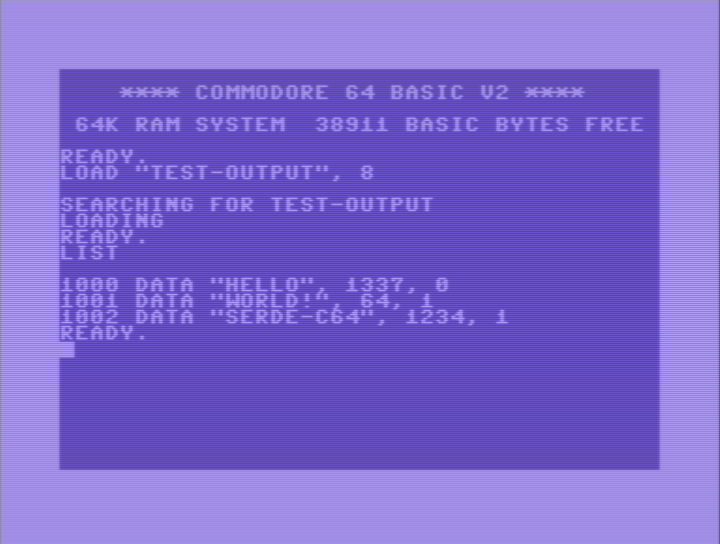 **** COMMODORE 64 BASIC V2 ****
64K RAM SYSTEM  38911 BASIC BYTES FREE
READY.
LOAD "TEST-OUTPUT", 8
SEARCHING FOR TEST-OUTPUT
LOADING
READY.
LIST
1000 DATA "HELLO", 1337, 0
1001 DATA "WORLD!", 64, 1
1002 DATA "SERDE-C64", 1234, 1
READY.